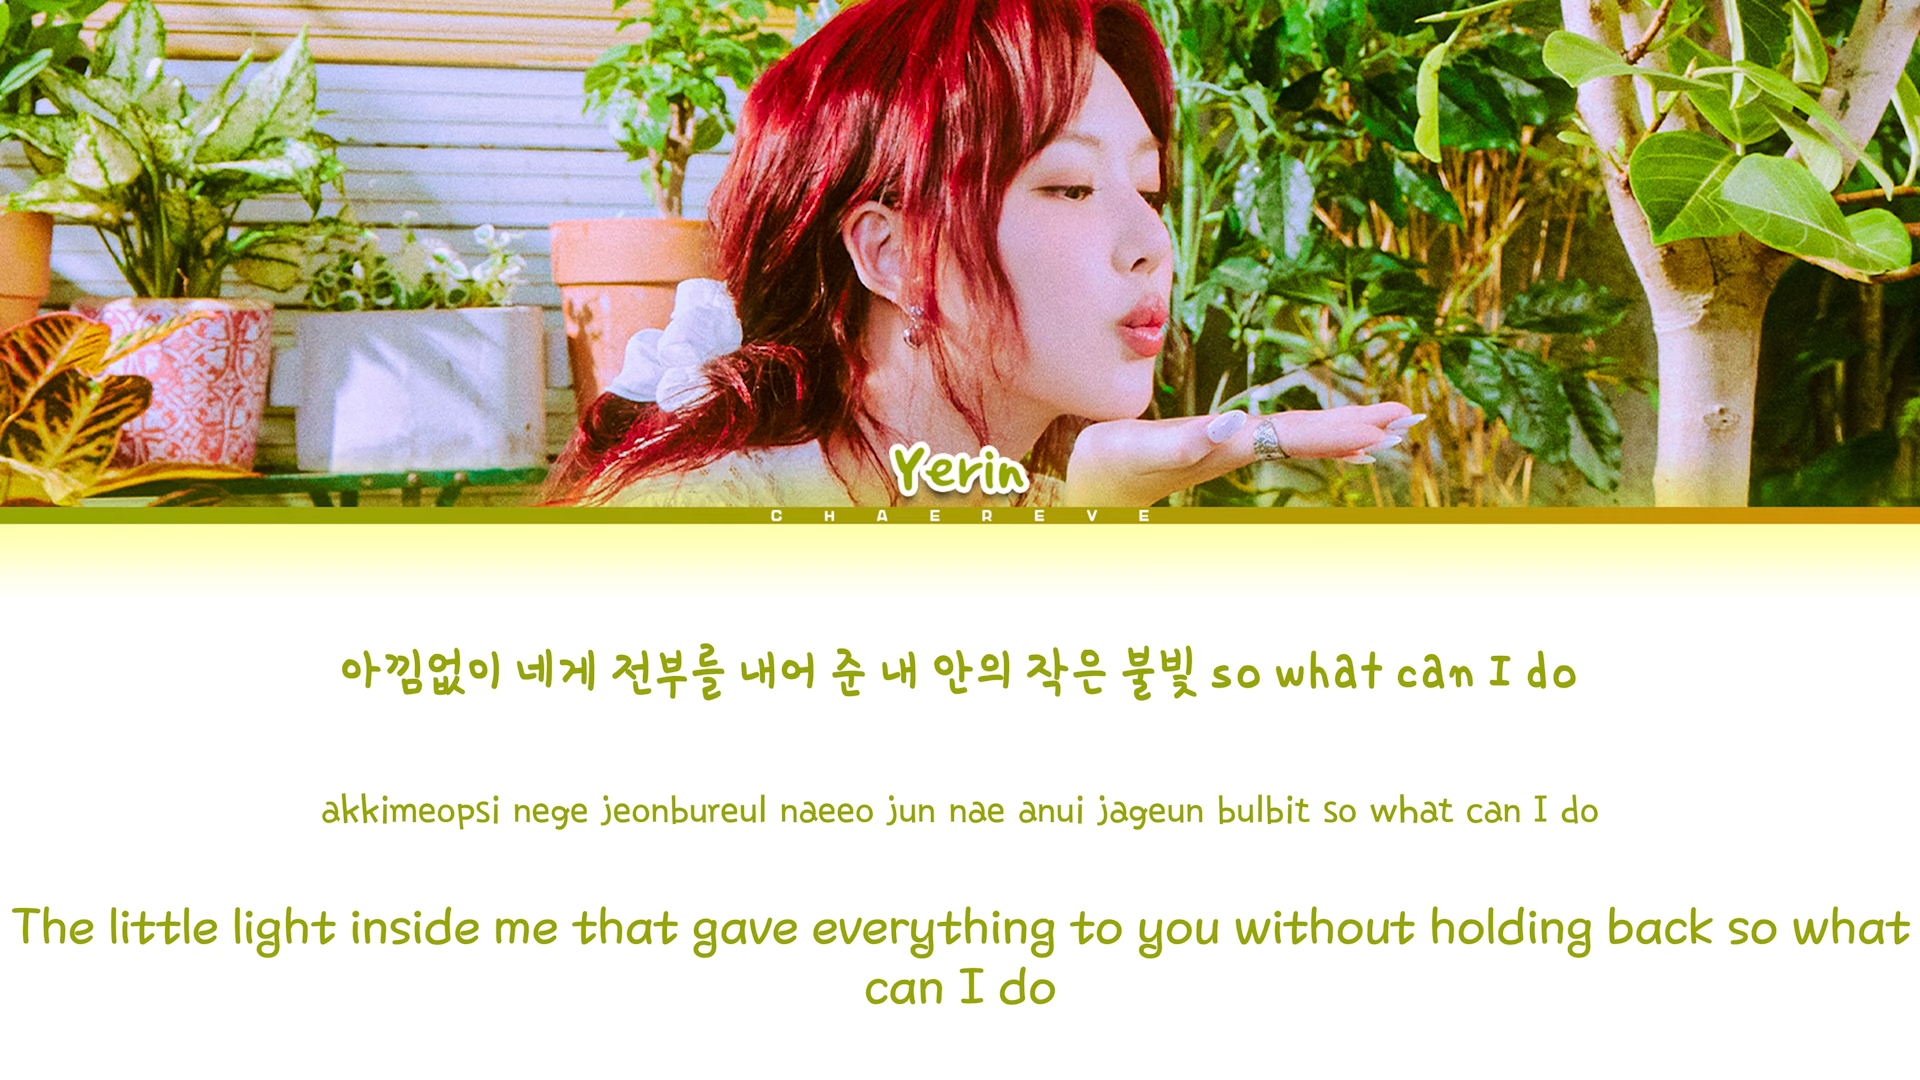 Yerin
CHAEREVE
아낌없이 네게 전부를 내어 준 내 안의 작은 불빛 so what can I do
akkimeopsi nege jeonbureul naeeo jun nae anui jageun bulbit so what can I do
The little light inside me that gave everything to you without holding back so what
can I do